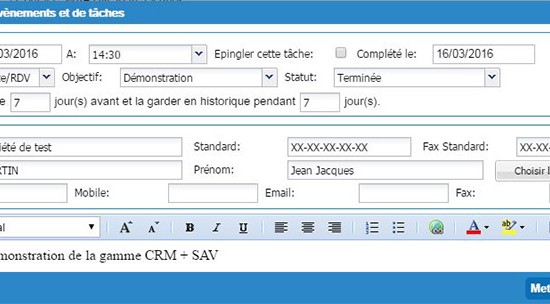 vènements et de tâches
03/2016 A: 14:30 Epingler cette tâche: Complété le: 16/03/2016
e/RDV Objectif: Démonstration Statut: Terminée
e 7 jour(s) avant et la garder en historique pendant 7 jour(s).
iété de test Standard: XX-XX-XX-XX-XX Fax Standard: XX-X
RTIN Prénom: Jean Jacques Choisir l
Mobile: Email: Fax:
al A A B I U A ab
monstration de la gamme CRM + SAV
Met